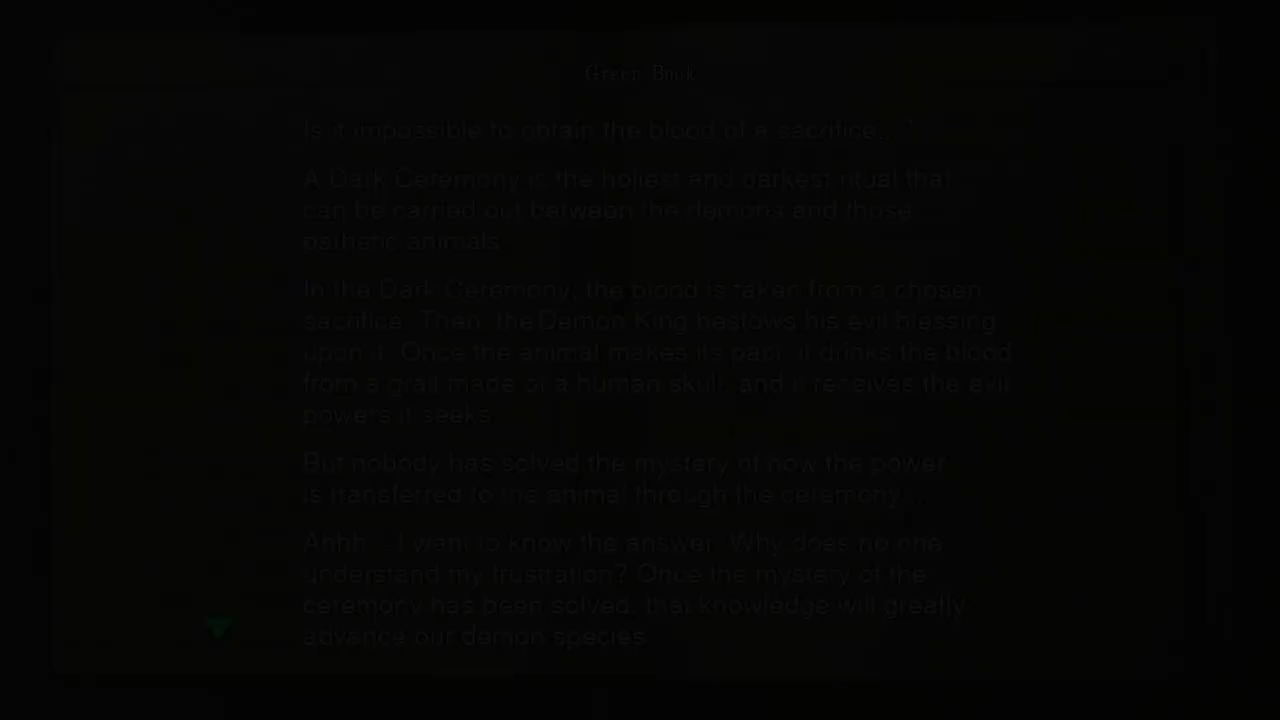 Green Book
Is it impossible to obtain the blood of a sacrifice...?
A Dark Ceremony is the holiest and darkest ritual that
can be carried out between the demons and those
pathetic animals.
In the Dark Ceremony, the blood is taken from a chosen
sacrifice. Then, the Demon King bestows his evil blessing
upon it. Once the animal makes its pact, it drinks the blood
from a grail made of a human skull, and it receives the evil
powers it seeks.
But nobody has solved the mystery of how the power
is transferred to the animal through the ceremony...
Ahhh... I want to know the answer. Why does no one
understand my frustration? Once the mystery of the
ceremony has been solved, that knowledge will greatly
advance our demon species.